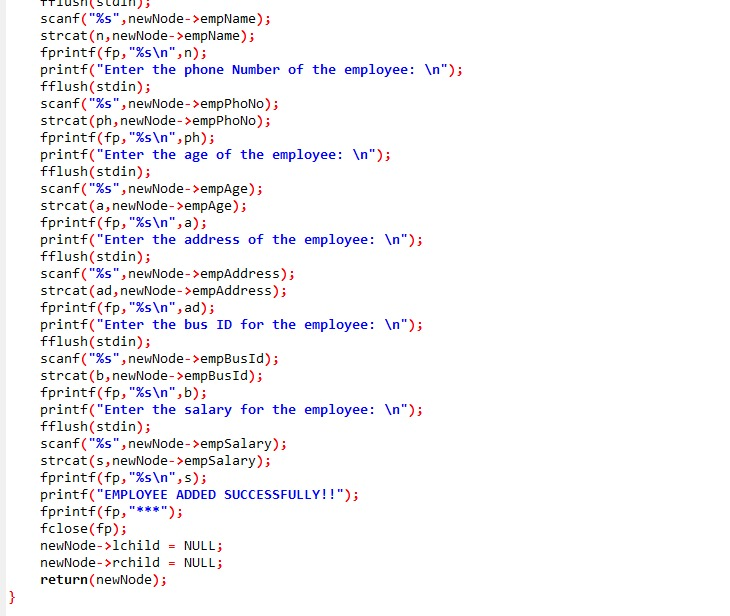 fflush(stdin);
scanf("%s",newNode->empName);
strcat(n,newNode->empName);
fprintf(fp,"%s\n",n);
printf("Enter the phone Number of the employee: \n");
fflush(stdin);
scanf("%s",newNode->empPhoNo);
strcat(ph,newNode->empPhoNo);
fprintf(fp,"%s\n",ph);
printf("Enter the age of the employee: \n");
fflush(stdin);
scanf("%s",newNode->empAge);
strcat(a,newNode->empAge);
fprintf(fp,"%s\n",a);
printf("Enter the address of the employee: \n");
fflush(stdin);
scanf("%s",newNode->empAddress);
strcat(ad,newNode->empAddress);
fprintf(fp,"%s\n",ad);
printf("Enter the bus ID for the employee: \n");
fflush(stdin);
scanf("%s",newNode->empBusId);
strcat(b,newNode->empBusId);
fprintf(fp,"%s\n",b);
printf("Enter the salary for the employee: \n");
fflush(stdin);
scanf("%s",newNode->empSalary);
strcat(s,newNode->empSalary);
fprintf(fp,"%s\n",s);
printf("EMPLOYEE ADDED SUCCESSFULLY!!");
fprintf(fp,"***");
fclose(fp);
newNode->lchild = NULL;
newNode->rchild = NULL;
return(newNode);
}